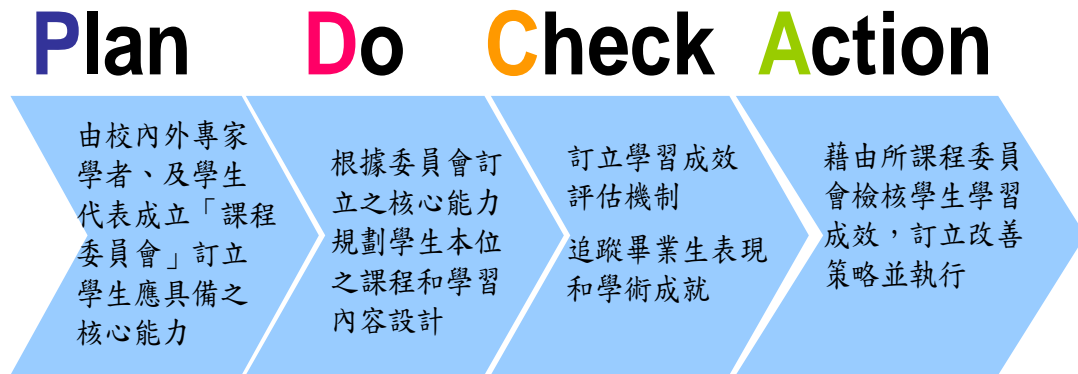 Plan Do Check Action
由校內外專家
學者、及學生
代表成立「課程
委員會」訂立
學生應具備之
核心能力
根據委員會訂
立之核心能力
規劃學生本位
之課程和學習
內容設計
訂立學習成效
評估機制
追蹤畢業生表現
和學術成就
藉由所課程委員
會檢核學生學習
成效，訂立改善
策略並執行